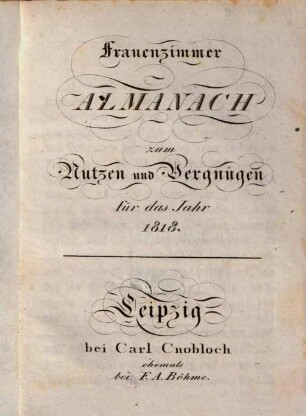 Frauenzimmer
ALMANACH
zum
Nutzen und Vergnügen
für das Jahr
1818.
Leipzig
bei Carl Cnobloch
ehemals
bei F. A. Böhme.